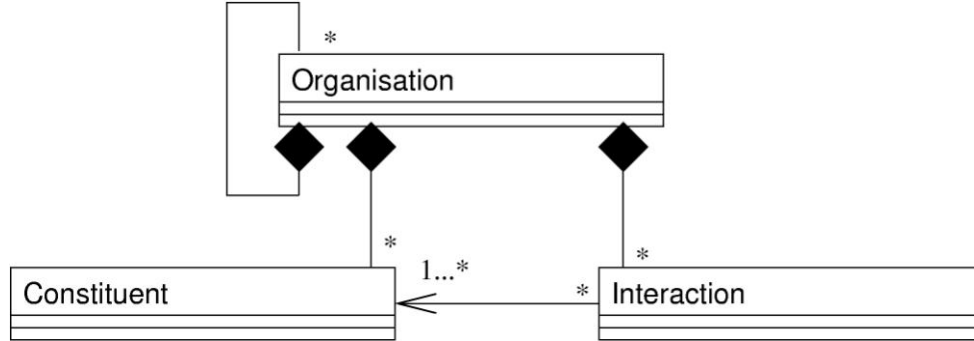 *
Organisation
*
*
1...*
*
Constituent
Interaction